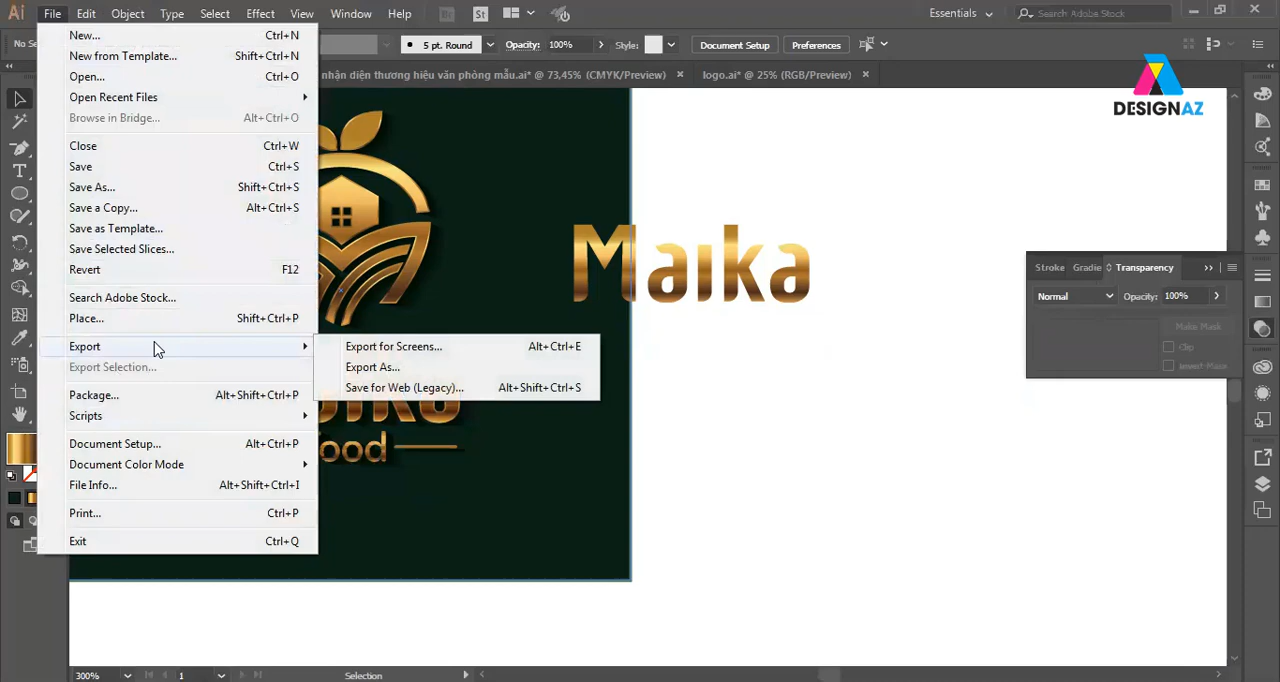 Ai File Edit Object Type Select Effect View Window Help Br St Essentials Search Adobe Stock
5 pt. Round Opacity: 100% Style: Document Setup Preferences
nhận diện thương hiệu văn phòng mẫu.ai* @ 73,45% (CMYK/Preview) × logo.ai* @ 25% (RGB/Preview) ×
DESIGNAZ
New... Ctrl+N
New from Template... Shift+Ctrl+N
Open... Ctrl+O
Open Recent Files
Browse in Bridge... Alt+Ctrl+O
Close Ctrl+W
Save Ctrl+S
Save As... Shift+Ctrl+S
Save a Copy... Alt+Ctrl+S
Save as Template...
Save Selected Slices...
Revert F12
Search Adobe Stock...
Place... Shift+Ctrl+P
Export
Export Selection...
Package... Alt+Shift+Ctrl+P
Scripts
Document Setup... Alt+Ctrl+P
Document Color Mode
File Info... Alt+Shift+Ctrl+I
Print... Ctrl+P
Exit Ctrl+Q
Export for Screens... Alt+Ctrl+E
Export As...
Save for Web (Legacy)... Alt+Shift+Ctrl+S
Maika
food
Stroke Gradie Transparency
Normal Opacity: 100%
Make Mask
Clip
Invert Mask
300% 1 Selection